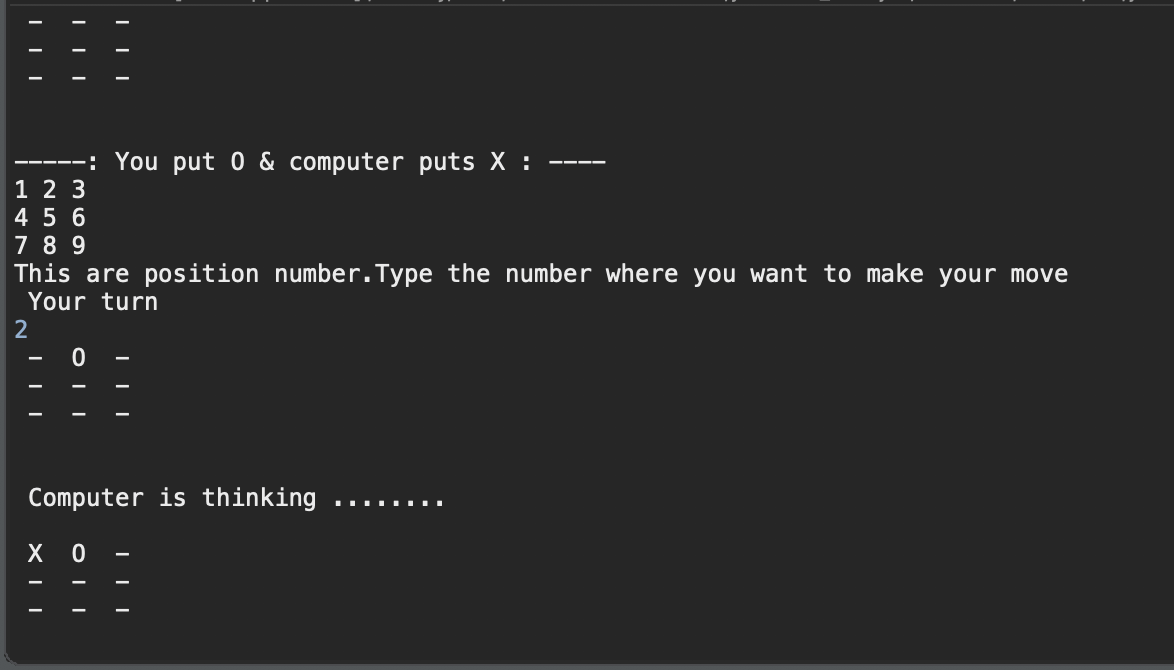 - - -
- - -
- - -
-----: You put O & computer puts X : ----
1 2 3
4 5 6
7 8 9
This are position number.Type the number where you want to make your move
Your turn
2
- O -
- - -
- - -
Computer is thinking ........
X O -
- - -
- - -